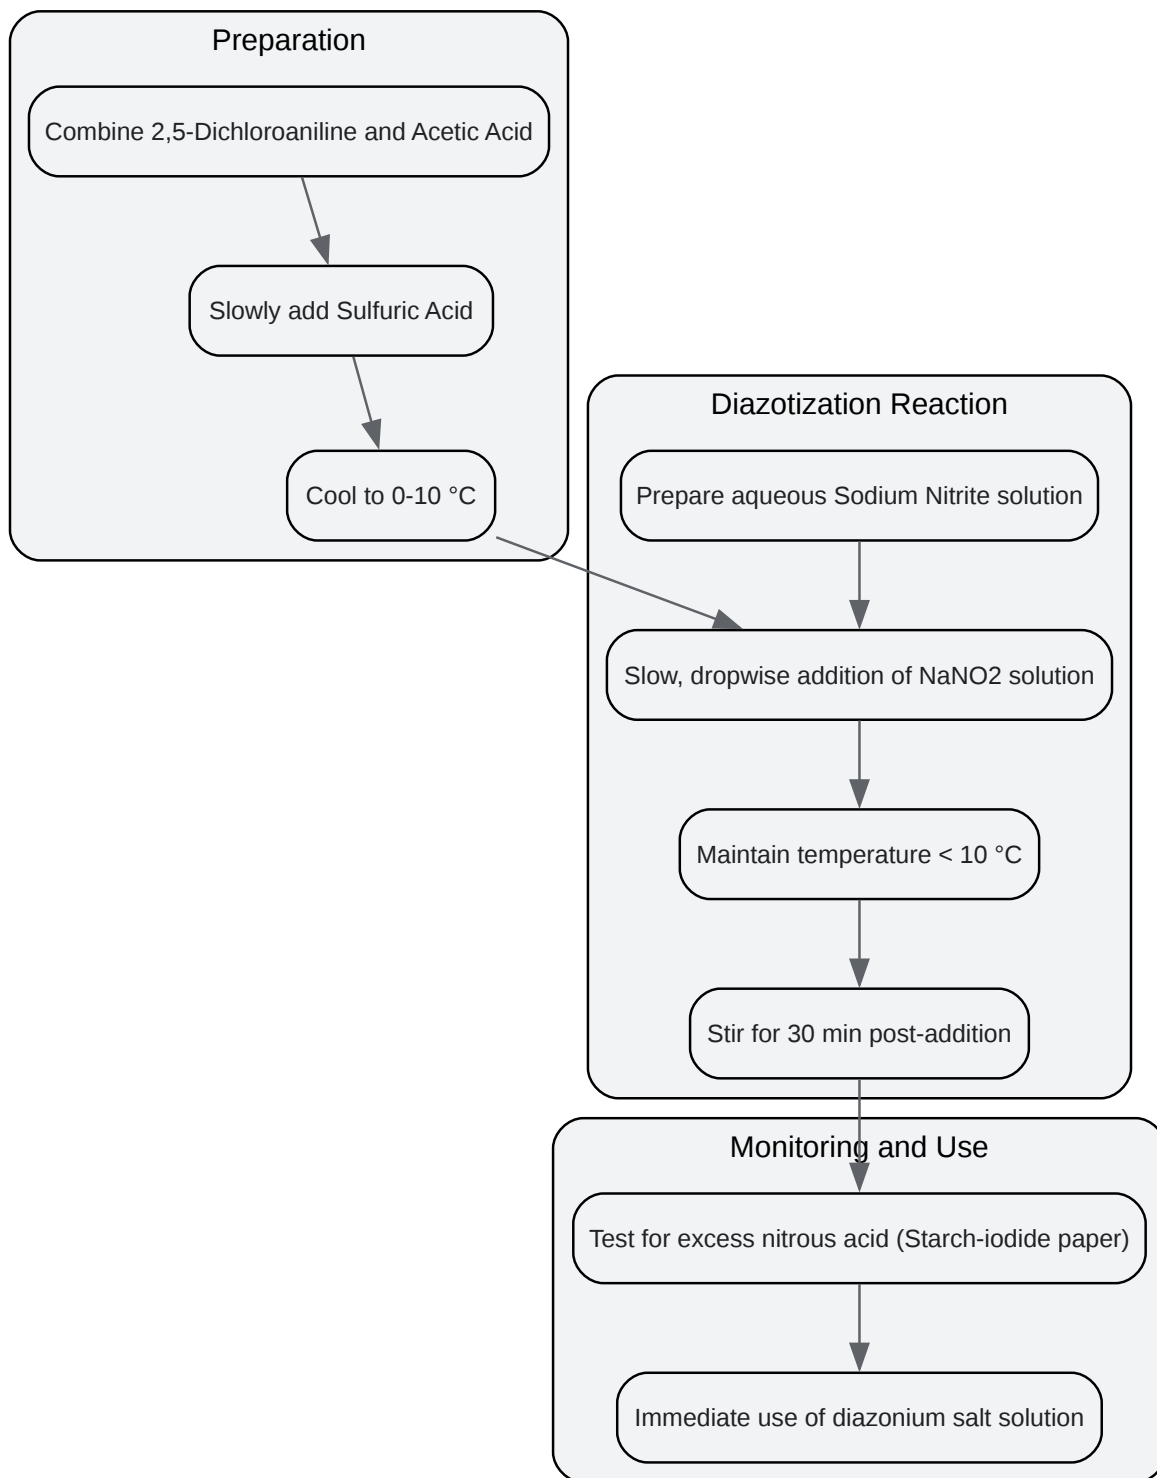 Preparation
Combine 2,5-Dichloroaniline and Acetic Acid
Slowly add Sulfuric Acid
Cool to 0-10 °C
Diazotization Reaction
Prepare aqueous Sodium Nitrite solution
Slow, dropwise addition of NaNO2 solution
Maintain temperature < 10 °C
Stir for 30 min post-addition
Monitoring and Use
Test for excess nitrous acid (Starch-iodide paper)
Immediate use of diazonium salt solution